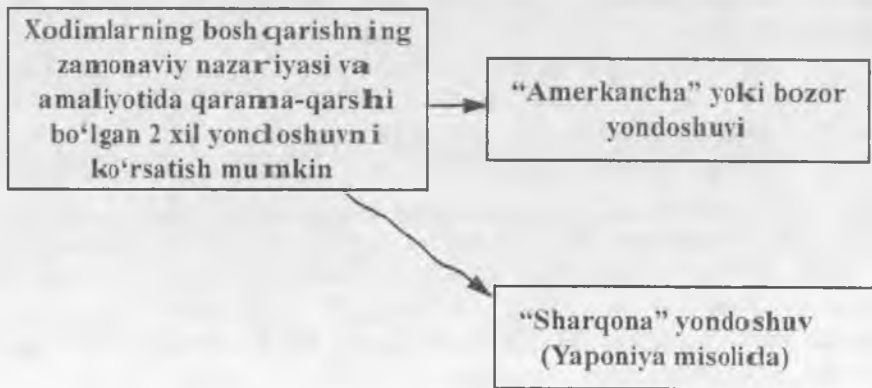 Xodimlarning boshqarishning
zamonaviy nazariyasi va
amaliyotida qarama-qarshi
bo‘lgan 2 xil yondoshuvni
ko‘rsatish mumkin
“Amerkancha” yoki bozor
yondoshuvi
“Sharqona” yondoshuv
(Yaponiya misolida)